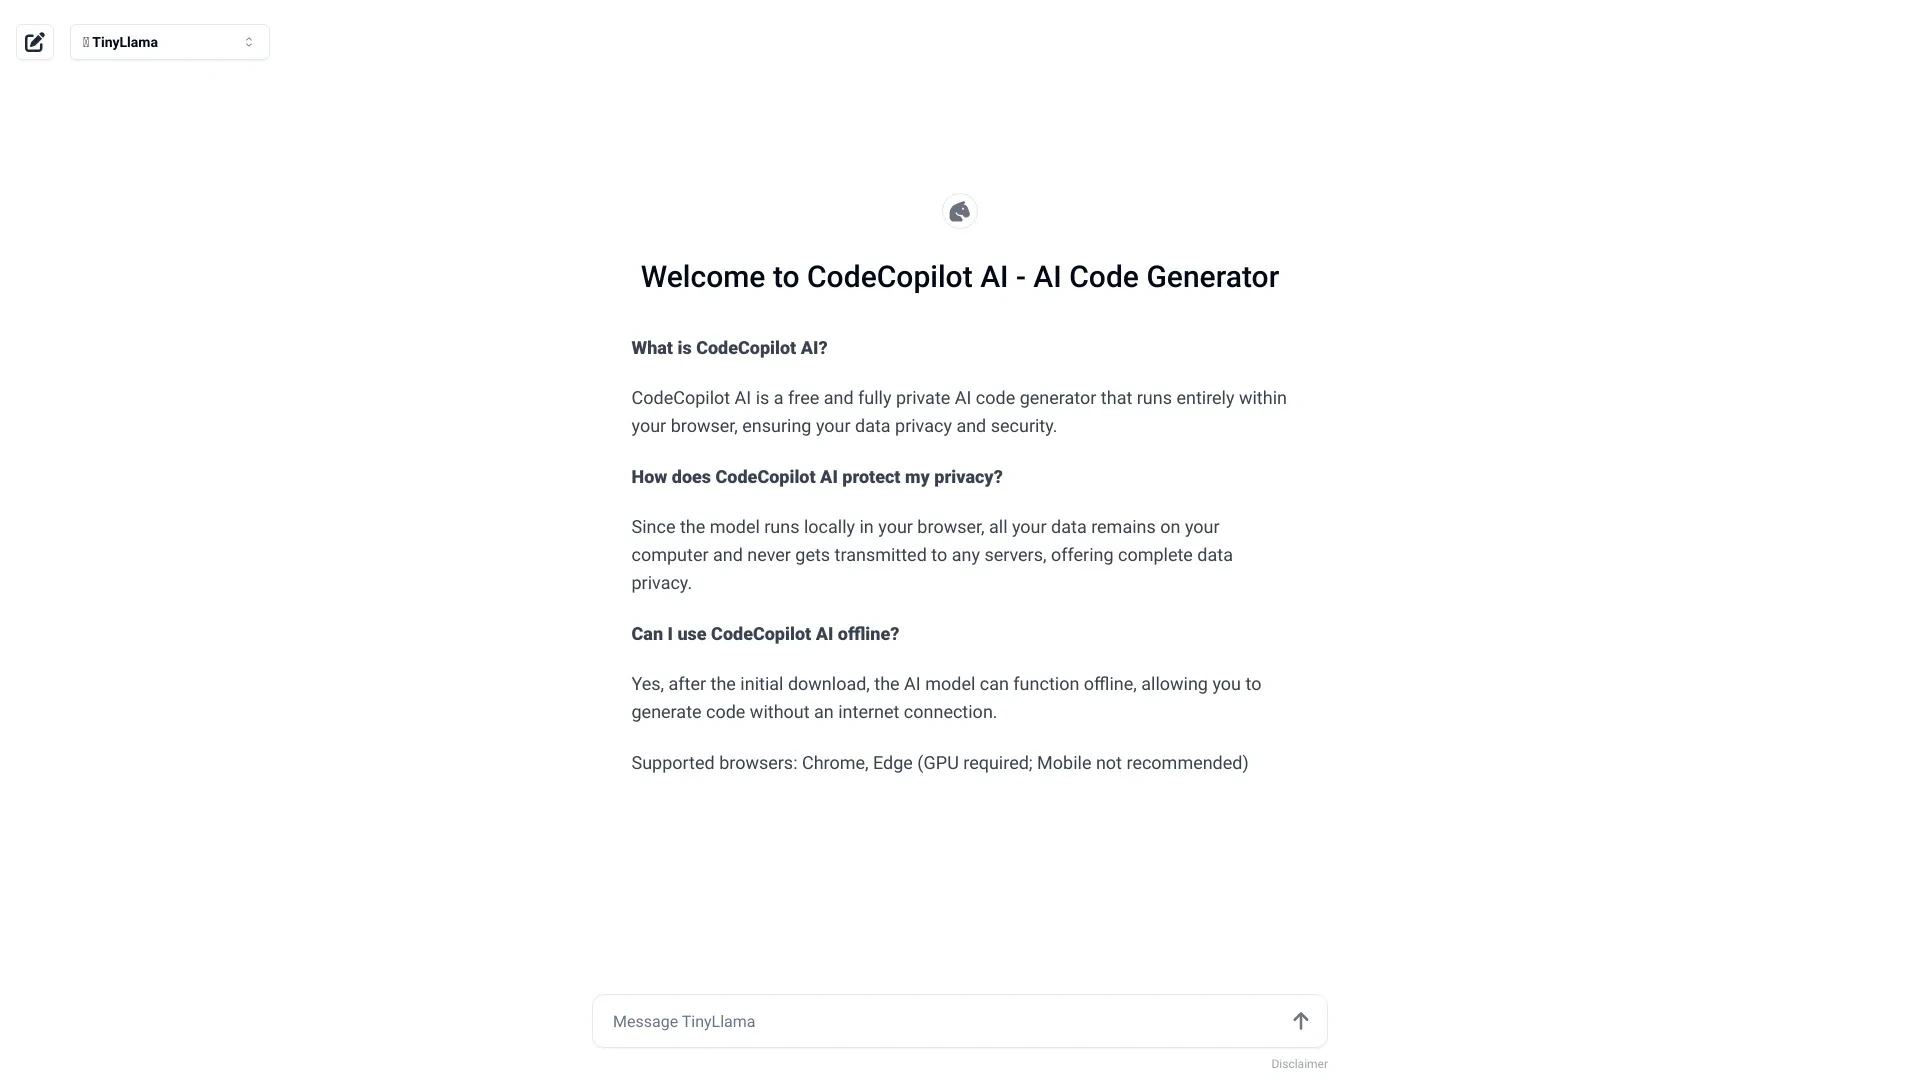 TinyLlama
Welcome to CodeCopilot AI - AI Code Generator
What is CodeCopilot AI?
CodeCopilot AI is a free and fully private AI code generator that runs entirely within
your browser, ensuring your data privacy and security.
How does CodeCopilot AI protect my privacy?
Since the model runs locally in your browser, all your data remains on your
computer and never gets transmitted to any servers, offering complete data
privacy.
Can I use CodeCopilot AI offline?
Yes, after the initial download, the AI model can function offline, allowing you to
generate code without an internet connection.
Supported browsers: Chrome, Edge (GPU required; Mobile not recommended)
Message TinyLlama
Disclaimer